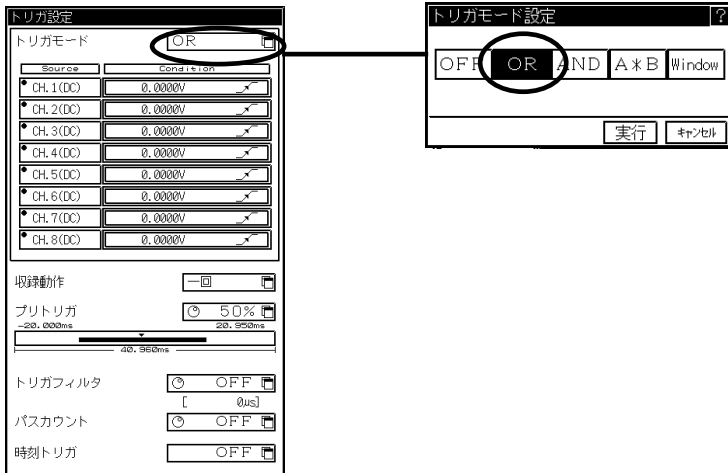 トリガ設定
トリガモード OR
Source Condition
CH.1(DC) 0.0000V
CH.2(DC) 0.0000V
CH.3(DC) 0.0000V
CH.4(DC) 0.0000V
CH.5(DC) 0.0000V
CH.6(DC) 0.0000V
CH.7(DC) 0.0000V
CH.8(DC) 0.0000V
収録動作 一回
プリトリガ 50%
-20.000ms 20.950ms
40.960ms
トリガフィルタ OFF
[ 0μs]
パスカウント OFF
時刻トリガ OFF
トリガモード設定 ?
OFF OR AND A*B Window
実行 キャンセル